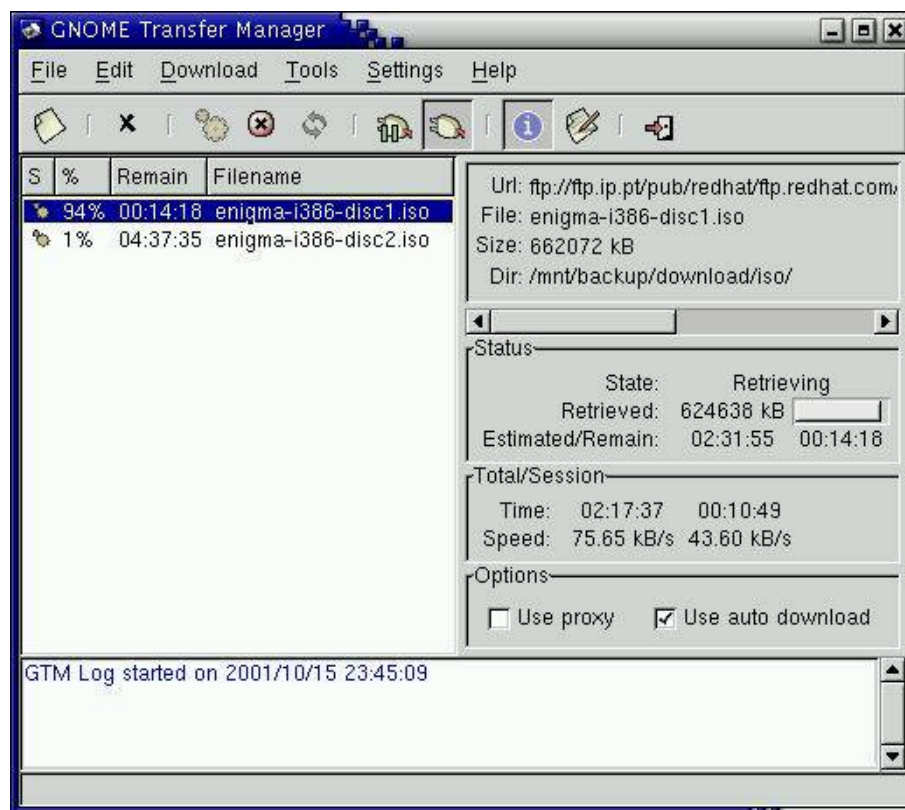 GNOME Transfer Manager
File Edit Download Tools Settings Help
S % Remain Filename
94% 00:14:18 enigma-i386-disc1.iso
1% 04:37:35 enigma-i386-disc2.iso
Url: ftp://ftp.ip.pt/pub/redhat/ftp.redhat.com/
File: enigma-i386-disc1.iso
Size: 662072 kB
Dir: /mnt/backup/download/iso/
Status
State: Retrieving
Retrieved: 624638 kB
Estimated/Remain: 02:31:55 00:14:18
Total/Session
Time: 02:17:37 00:10:49
Speed: 75.65 kB/s 43.60 kB/s
Options
Use proxy Use auto download
GTM Log started on 2001/10/15 23:45:09